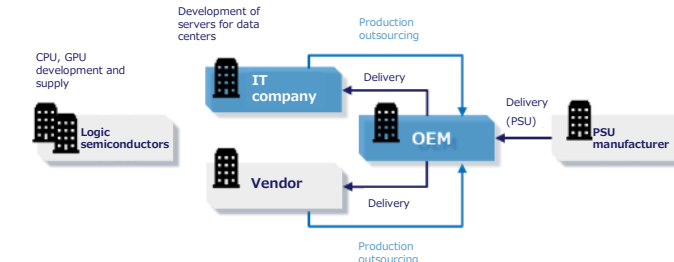 Development of
servers for data
centers
Production
outsourcing
CPU, GPU
development and
supply
IT
company
Delivery
Delivery
(PSU)
Logic
semiconductors
OEM
PSU
manufacturer
Vendor
Delivery
Production
outsourcing